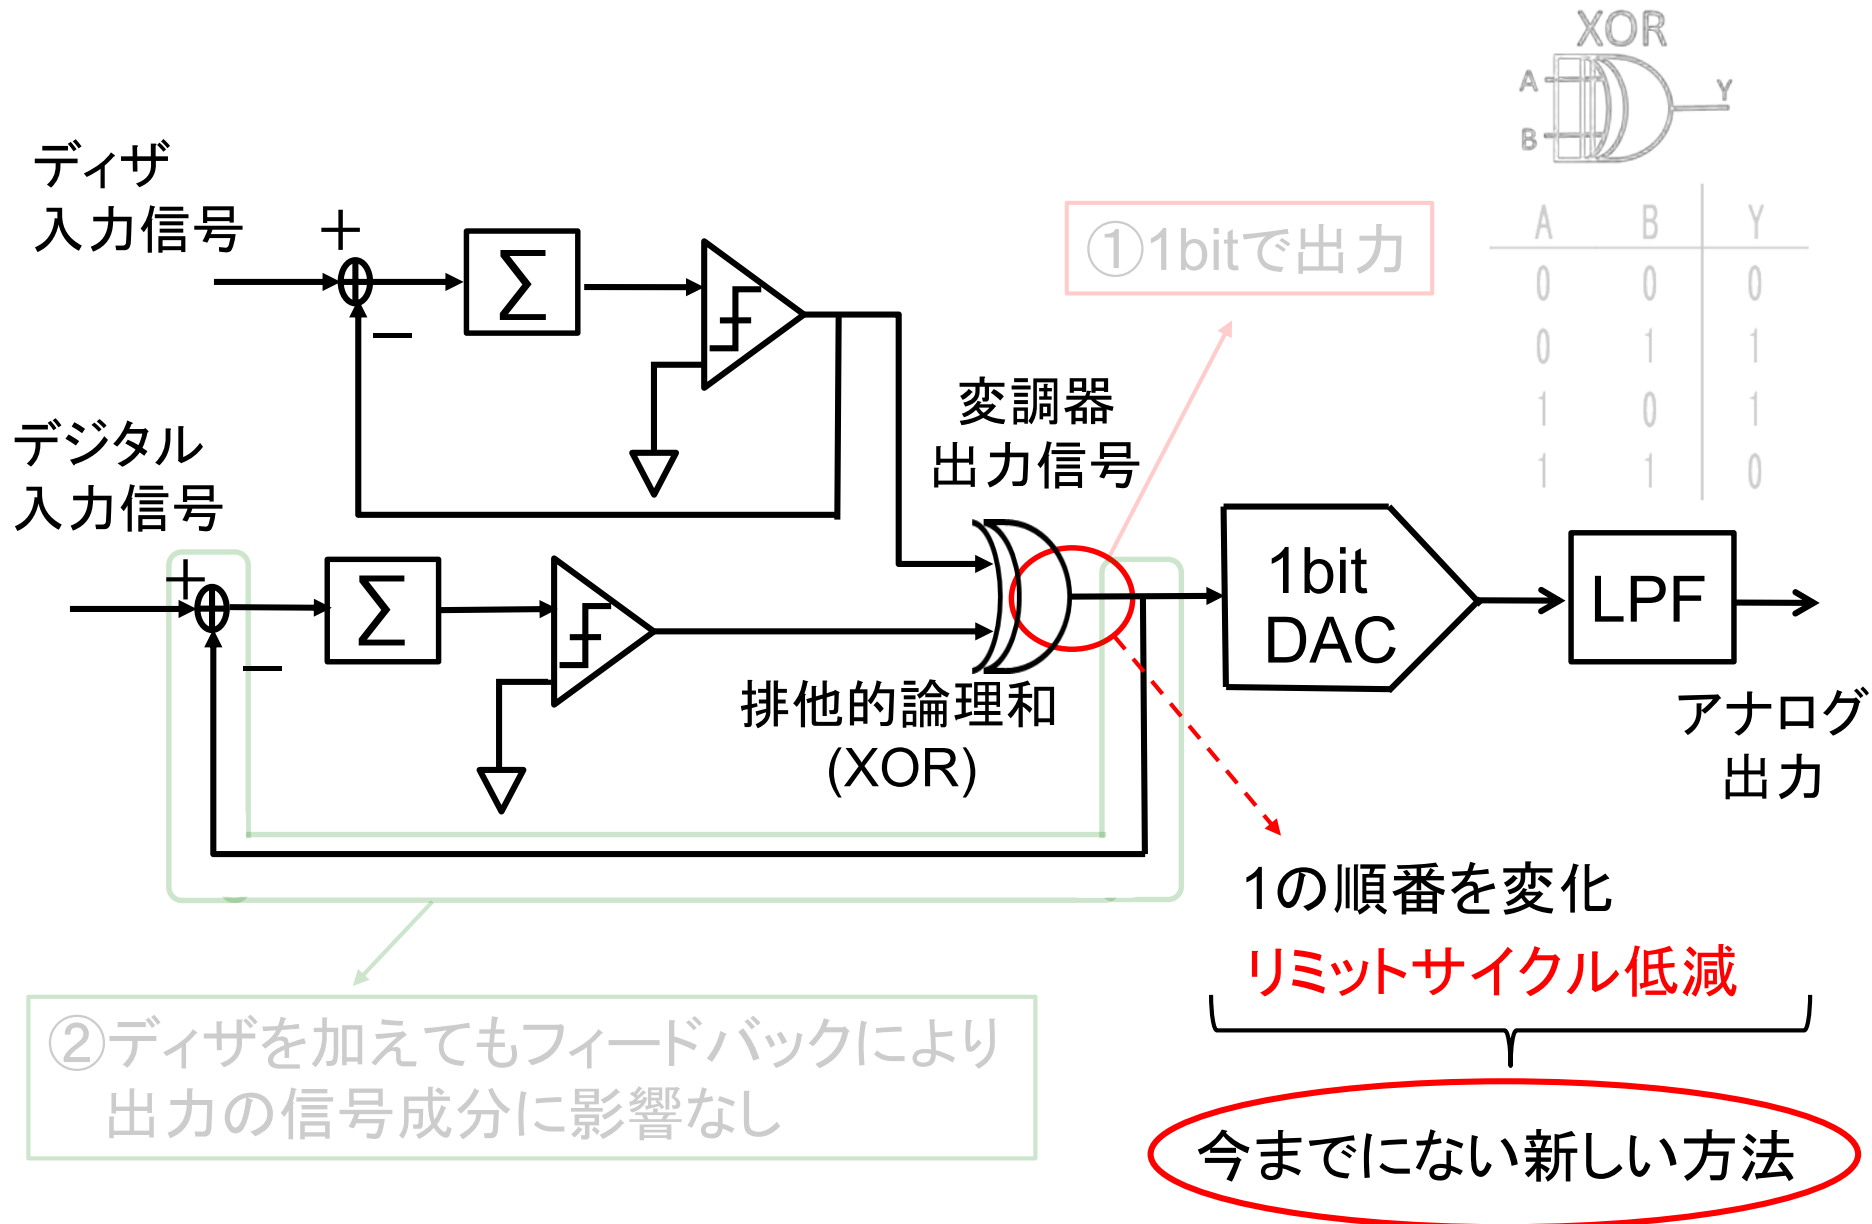 XOR
A
B
Y
A B Y
0 0 0
0 1 1
1 0 1
1 1 0
ディザ
入力信号
+
−
Σ
①1bitで出力
変調器
出力信号
デジタル
入力信号
+
−
Σ
排他的論理和
(XOR)
1bit
DAC
LPF
アナログ
出力
1の順番を変化
リミットサイクル低減
②ディザを加えてもフィードバックにより
出力の信号成分に影響なし
今までにない新しい方法